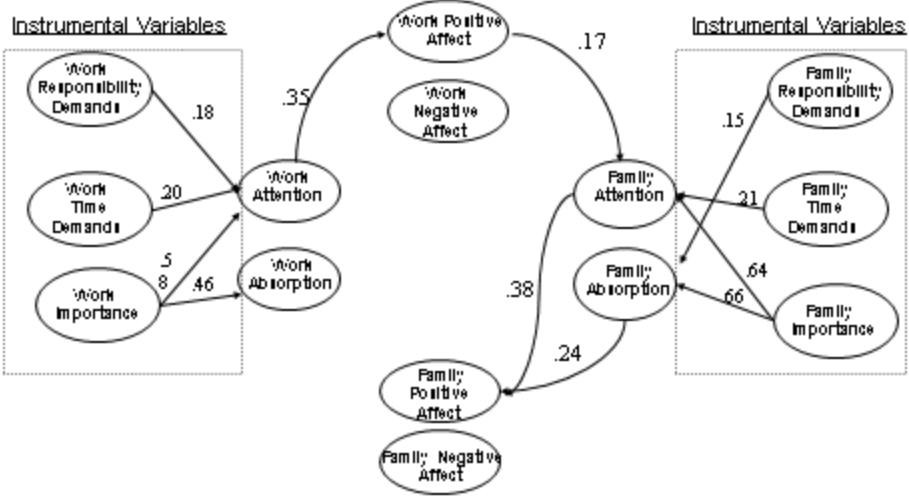 Instrumental Variables
Work
Responsibility
Demands
Work
Time
Demands
Work
Importance
.18
.20
.5
8
.46
Work
Attention
Work
Absorption
.35
Work Positive
Affect
Work
Negative
Affect
.17
Family
Attention
Family
Absorption
.38
.24
Family
Positive
Affect
Family Negative
Affect
Instrumental Variables
Family
Responsibility
Demands
Family
Time
Demands
Family
Importance
.15
.21
.64
.66